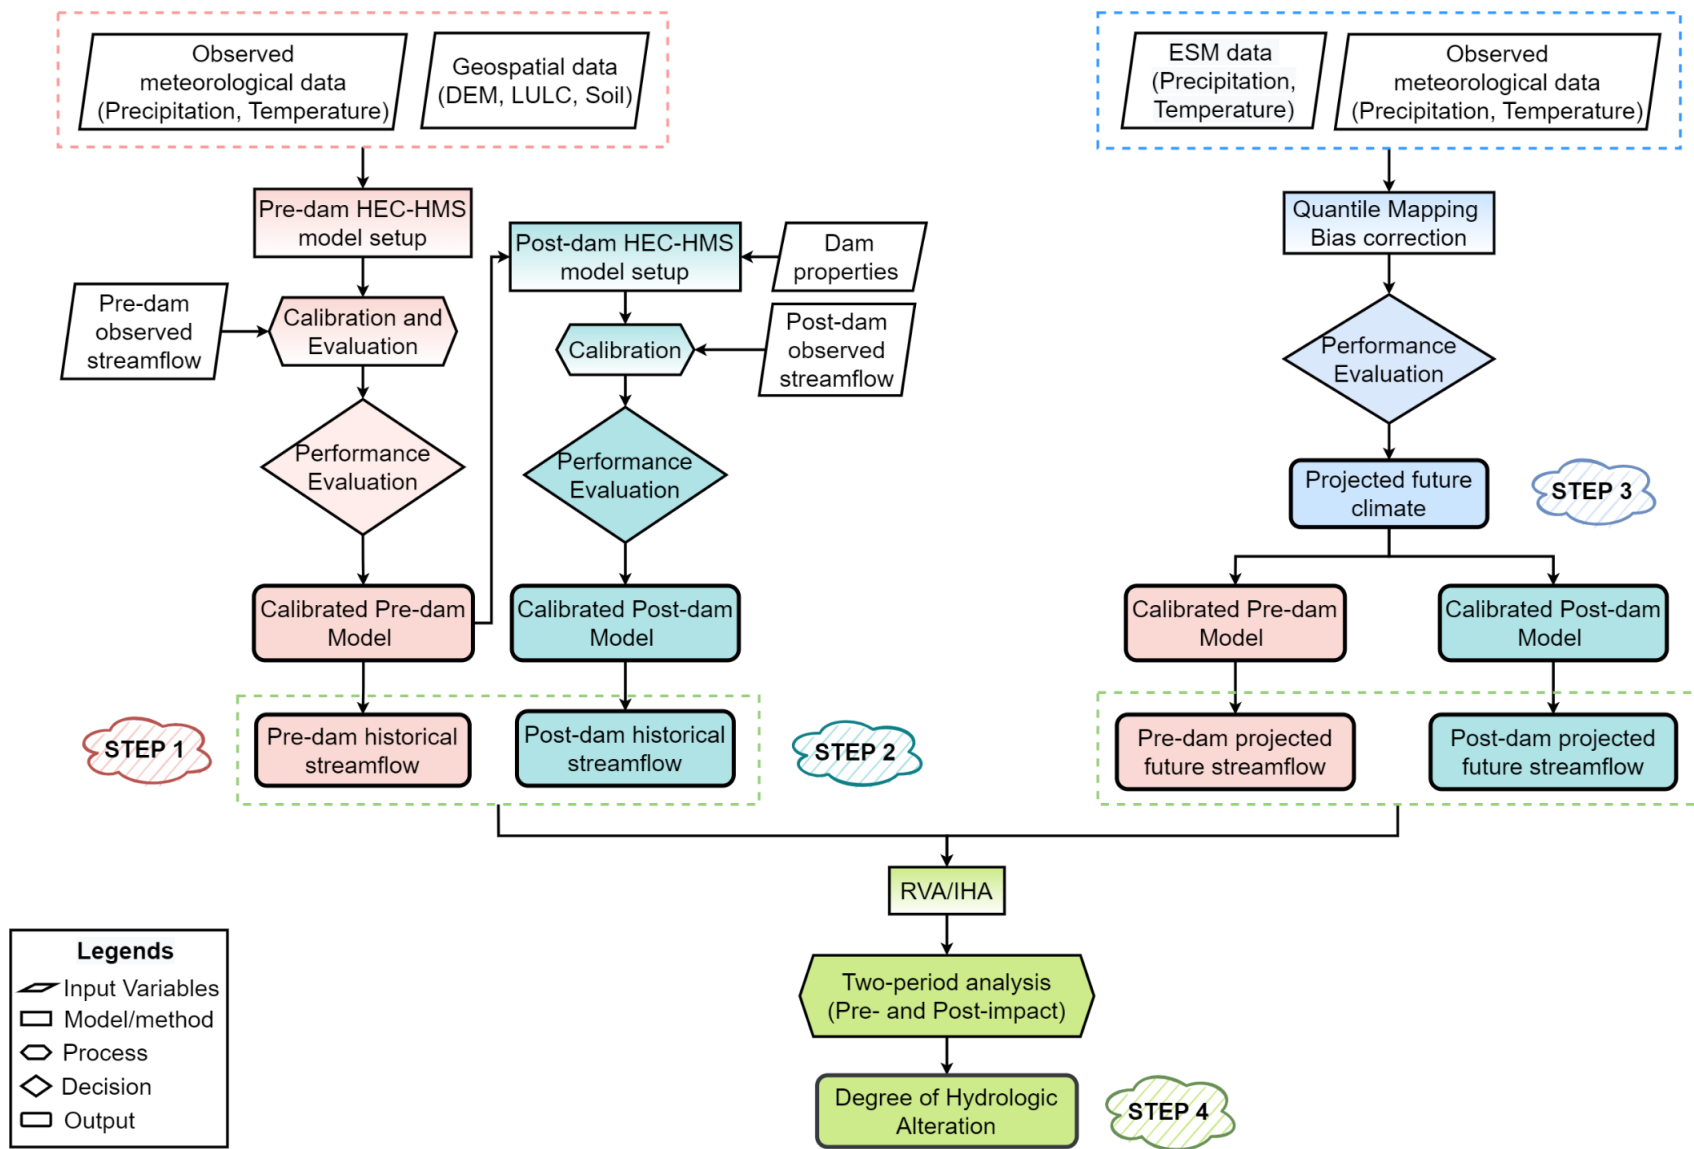 Observed
meteorological data
(Precipitation, Temperature)
Geospatial data
(DEM, LULC, Soil)
ESM data
(Precipitation,
Temperature)
Observed
meteorological data
(Precipitation, Temperature)
Pre-dam HEC-HMS
model setup
Post-dam HEC-HMS
model setup
Dam
properties
Quantile Mapping
Bias correction
Pre-dam
observed
streamflow
Calibration and
Evaluation
Calibration
Post-dam
observed
streamflow
Performance
Evaluation
Performance
Evaluation
Performance
Evaluation
Projected future
climate
STEP 3
Calibrated Pre-dam
Model
Calibrated Post-dam
Model
Calibrated Pre-dam
Model
Calibrated Post-dam
Model
STEP 1
Pre-dam historical
streamflow
Post-dam historical
streamflow
STEP 2
Pre-dam projected
future streamflow
Post-dam projected
future streamflow
RVA/IHA
Two-period analysis
(Pre- and Post-impact)
Degree of Hydrologic
Alteration
STEP 4
Legends
Input Variables
Model/method
Process
Decision
Output